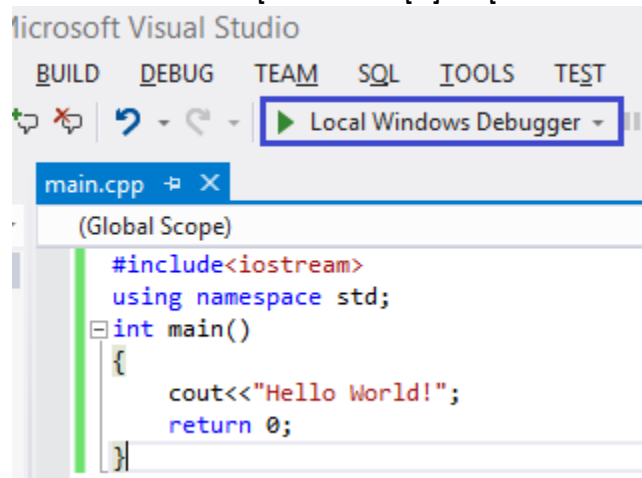 Microsoft Visual Studio
BUILD DEBUG TEAM SQL TOOLS TEST
Local Windows Debugger
main.cpp
(Global Scope)
#include<iostream>
using namespace std;
int main()
{
cout<<"Hello World!";
return 0;
}